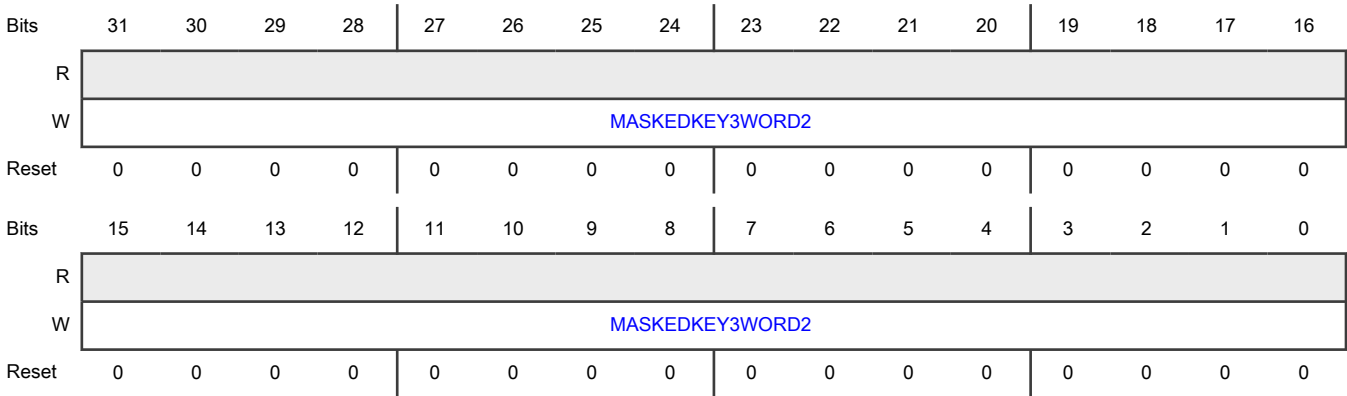 Bits 31 30 29 28 27 26 25 24 23 22 21 20 19 18 17 16
R
W MASKEDKEY3WORD2
Reset 0 0 0 0 0 0 0 0 0 0 0 0 0 0 0 0
Bits 15 14 13 12 11 10 9 8 7 6 5 4 3 2 1 0
R
W MASKEDKEY3WORD2
Reset 0 0 0 0 0 0 0 0 0 0 0 0 0 0 0 0